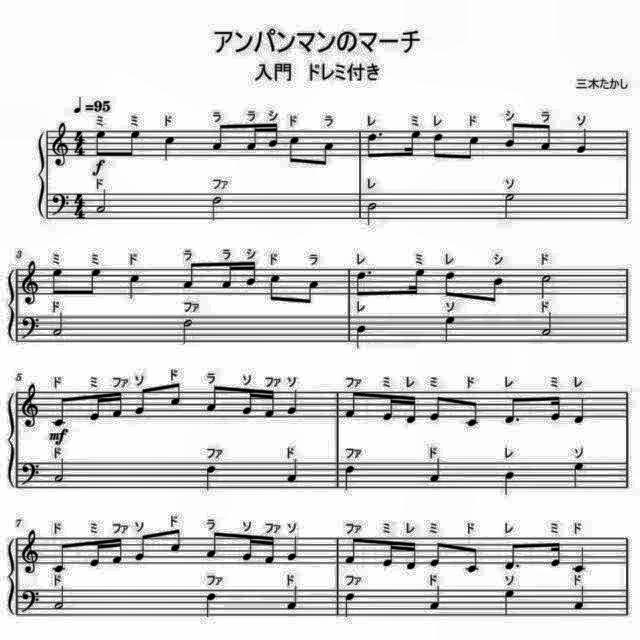 アンパンマンのマーチ
入門 ドレミ付き
三木たかし
♩=95
ミ ミ ド ラ ラ シ ド ラ レ ミ レ ド シ ラ ソ
f
ド ファ レ ソ
3
ミ ミ ド ラ ラ シ ド ラ レ ミ レ シ ド
ド ファ レ ソ ド
5
ド ミ ファ ソ ド ラ ソ ファ ソ ファ ミ レ ミ ド レ ミ レ
mf
ド ファ ド ファ ド レ ソ
7
ド ミ ファ ソ ド ラ ソ ファ ソ ファ ミ レ ミ ド レ ミ ド
ド ファ ド ファ ド ソ ド